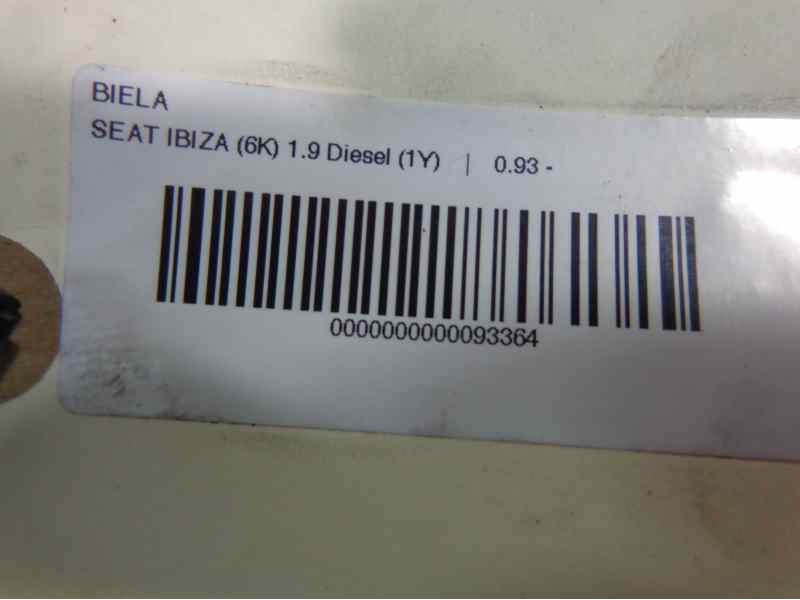 BIELA
SEAT IBIZA (6K) 1.9 Diesel (1Y) | 0.93 -
0000000000093364